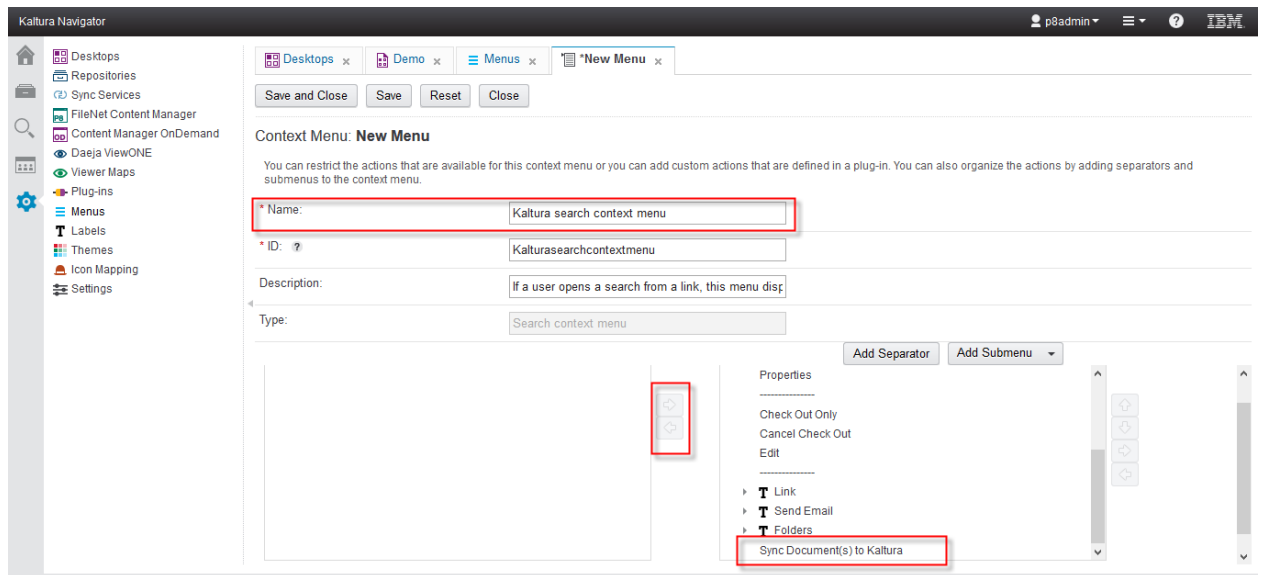 Kaltura Navigator
p8admin
?
IBM
Desktops
Repositories
Sync Services
FileNet Content Manager
Content Manager OnDemand
Daeja ViewONE
Viewer Maps
Plug-ins
Menus
Labels
Themes
Icon Mapping
Settings
Desktops x Demo x Menus x *New Menu x
Save and Close Save Reset Close
Context Menu: New Menu
You can restrict the actions that are available for this context menu or you can add custom actions that are defined in a plug-in. You can also organize the actions by adding separators and
submenus to the context menu.
* Name: Kaltura search context menu
* ID: ? Kalturasearchcontextmenu
Description: If a user opens a search from a link, this menu disp
Type: Search context menu
Add Separator Add Submenu
Properties
---------------
Check Out Only
Cancel Check Out
Edit
---------------
T Link
T Send Email
T Folders
Sync Document(s) to Kaltura